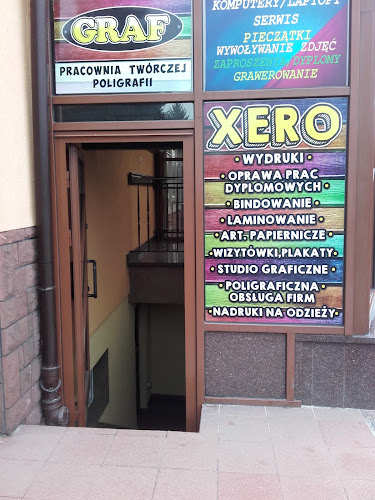 GRAF
PRACOWNIA TWÓRCZEJ
POLIGRAFII
KOMPUTERY/LAPTOPY
SERWIS
PIECZĄTKI
WYWOŁYWANIE ZDJĘĆ
ZAPROSZENIA, DYPLOMY
GRAWEROWANIE
XERO
• WYDRUKI •
• OPRAWA PRAC
DYPLOMOWYCH •
• BINDOWANIE •
• LAMINOWANIE •
• ART. PAPIERNICZE •
• WIZYTÓWKI,PLAKATY •
• STUDIO GRAFICZNE •
• POLIGRAFICZNA
OBSŁUGA FIRM •
• NADRUKI NA ODZIEŻY •